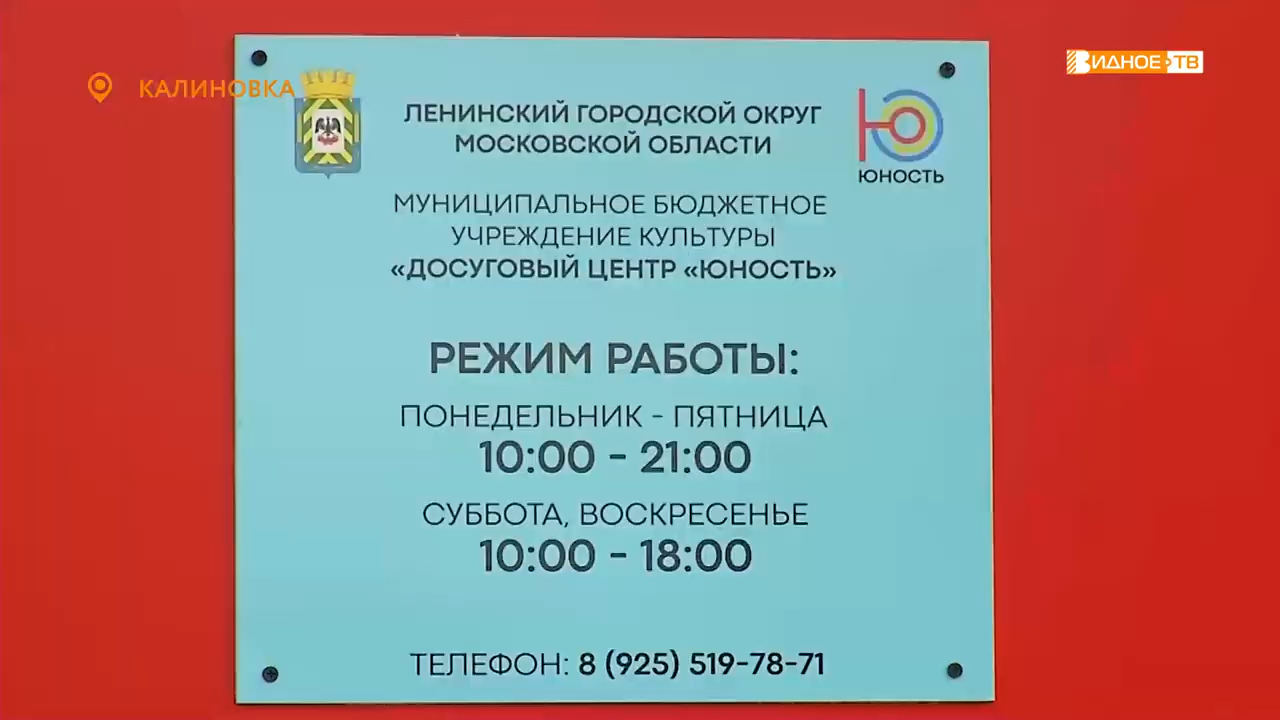 КАЛИНОВКА
ВИДНОЕ ТВ
ЛЕНИНСКИЙ ГОРОДСКОЙ ОКРУГ
МОСКОВСКОЙ ОБЛАСТИ
ЮНОСТЬ
МУНИЦИПАЛЬНОЕ БЮДЖЕТНОЕ
УЧРЕЖДЕНИЕ КУЛЬТУРЫ
«ДОСУГОВЫЙ ЦЕНТР «ЮНОСТЬ»
РЕЖИМ РАБОТЫ:
ПОНЕДЕЛЬНИК - ПЯТНИЦА
10:00 - 21:00
СУББОТА, ВОСКРЕСЕНЬЕ
10:00 - 18:00
ТЕЛЕФОН: 8 (925) 519-78-71